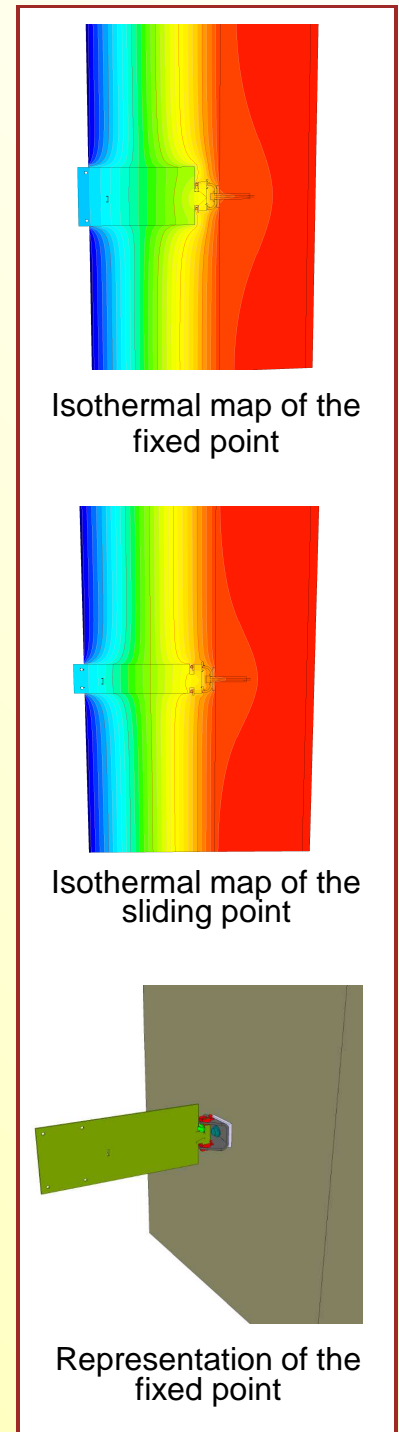 Isothermal map of the
fixed point
Isothermal map of the
sliding point
Representation of the
fixed point